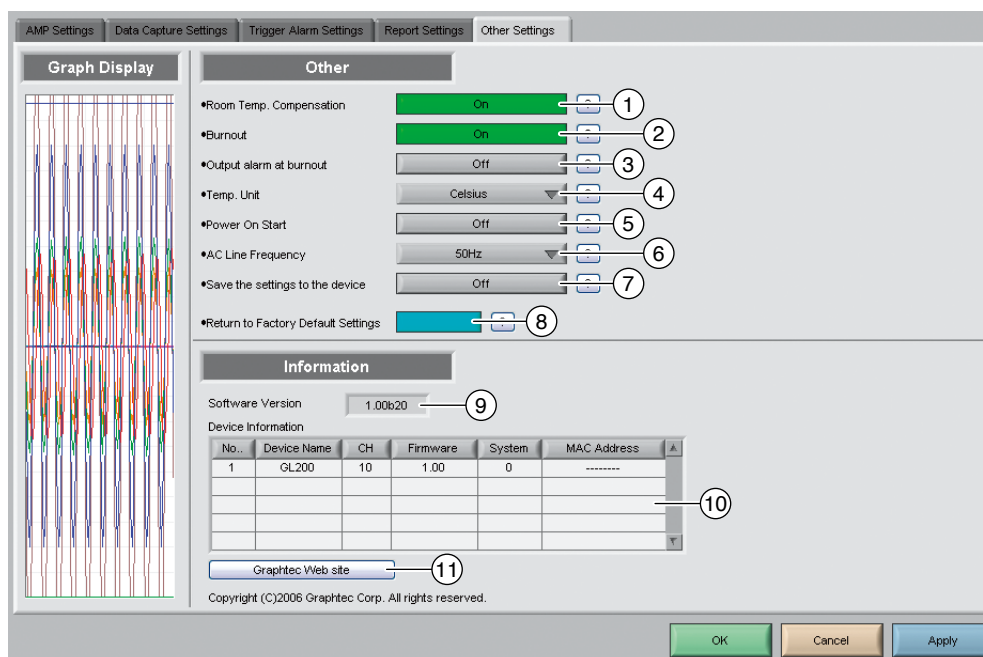 AMP Settings Data Capture Settings Trigger Alarm Settings Report Settings Other Settings
Graph Display
Other
•Room Temp. Compensation On ? 1
•Burnout On ? 2
•Output alarm at burnout Off ? 3
•Temp. Unit Celsius ? 4
•Power On Start Off ? 5
•AC Line Frequency 50Hz ? 6
•Save the settings to the device Off ? 7
•Return to Factory Default Settings ? 8
Information
Software Version 1.00b20 9
Device Information
No.. Device Name CH Firmware System MAC Address
1 GL200 10 1.00 0 --------
10
Graphtec Web site 11
Copyright (C)2006 Graphtec Corp. All rights reserved.
OK Cancel Apply